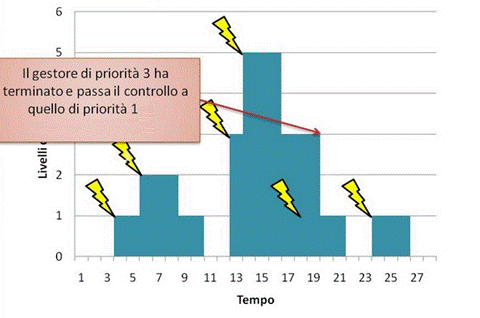 6
5
Il gestore di priorità 3 ha
terminato e passa il controllo a
quello di priorità 1
2
1
0
Livelli
1 3 5 7 9 11 13 15 17 19 21 23 25 27
Tempo